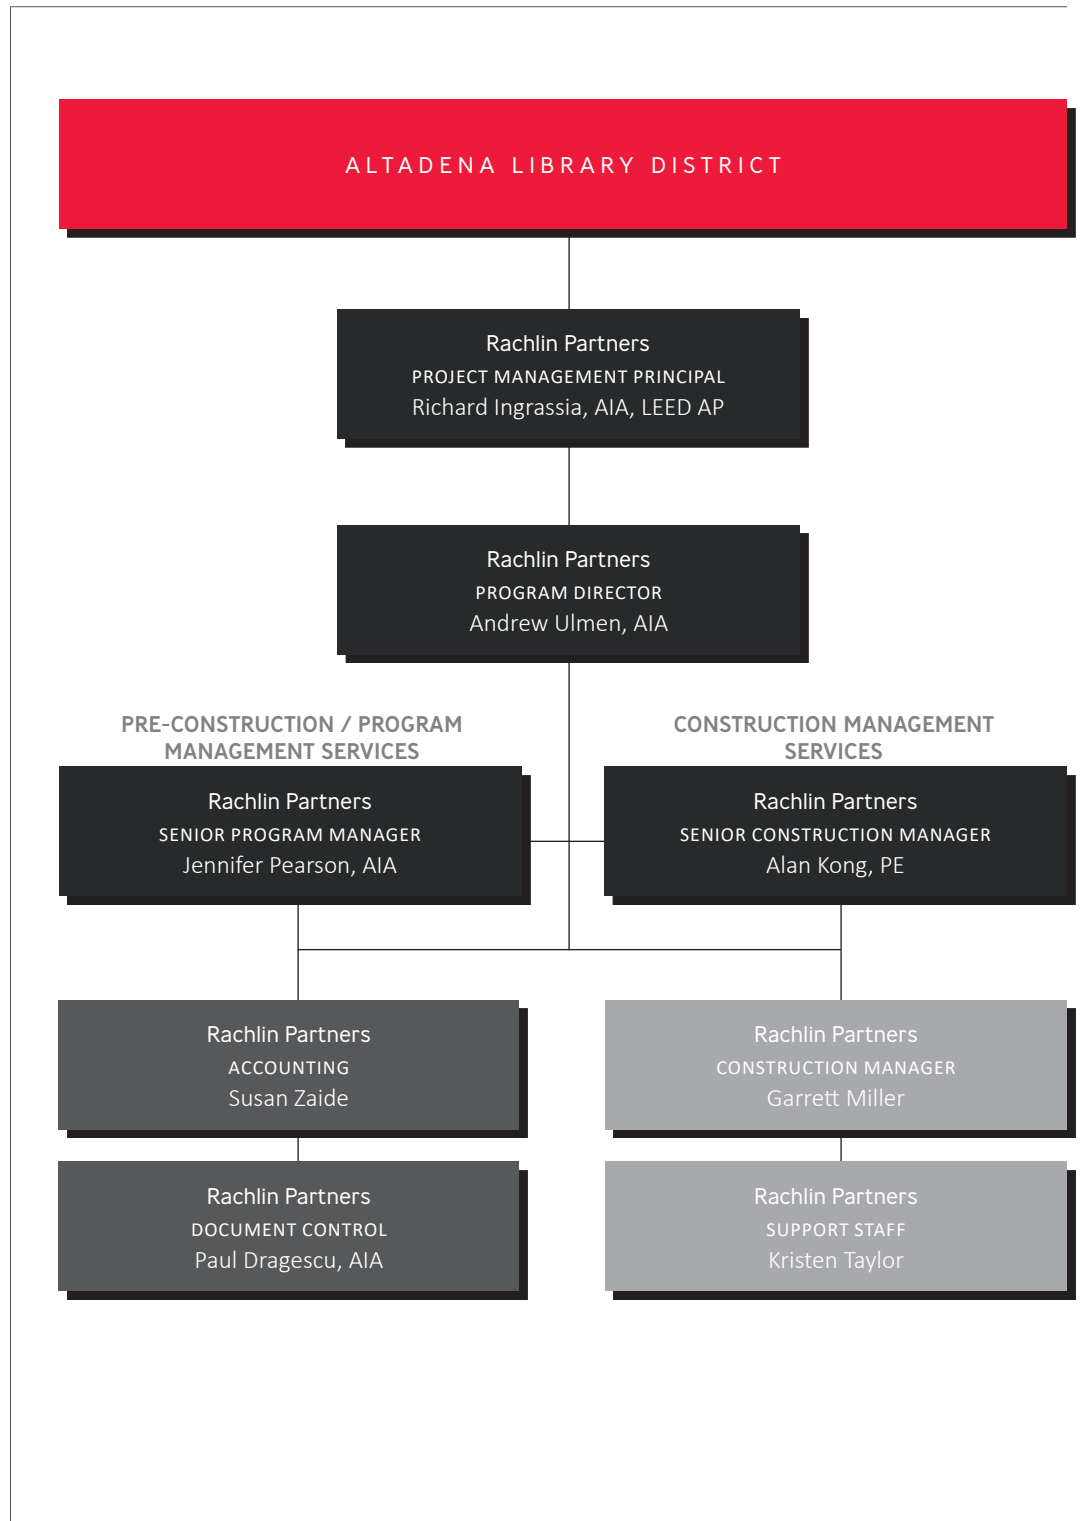 ALTADENA LIBRARY DISTRICT
Rachlin Partners
PROJECT MANAGEMENT PRINCIPAL
Richard Ingrassia, AIA, LEED AP
Rachlin Partners
PROGRAM DIRECTOR
Andrew Ulmen, AIA
PRE-CONSTRUCTION / PROGRAM
MANAGEMENT SERVICES
Rachlin Partners
SENIOR PROGRAM MANAGER
Jennifer Pearson, AIA
CONSTRUCTION MANAGEMENT
SERVICES
Rachlin Partners
SENIOR CONSTRUCTION MANAGER
Alan Kong, PE
Rachlin Partners
ACCOUNTING
Susan Zaide
Rachlin Partners
CONSTRUCTION MANAGER
Garrett Miller
Rachlin Partners
DOCUMENT CONTROL
Paul Dragescu, AIA
Rachlin Partners
SUPPORT STAFF
Kristen Taylor